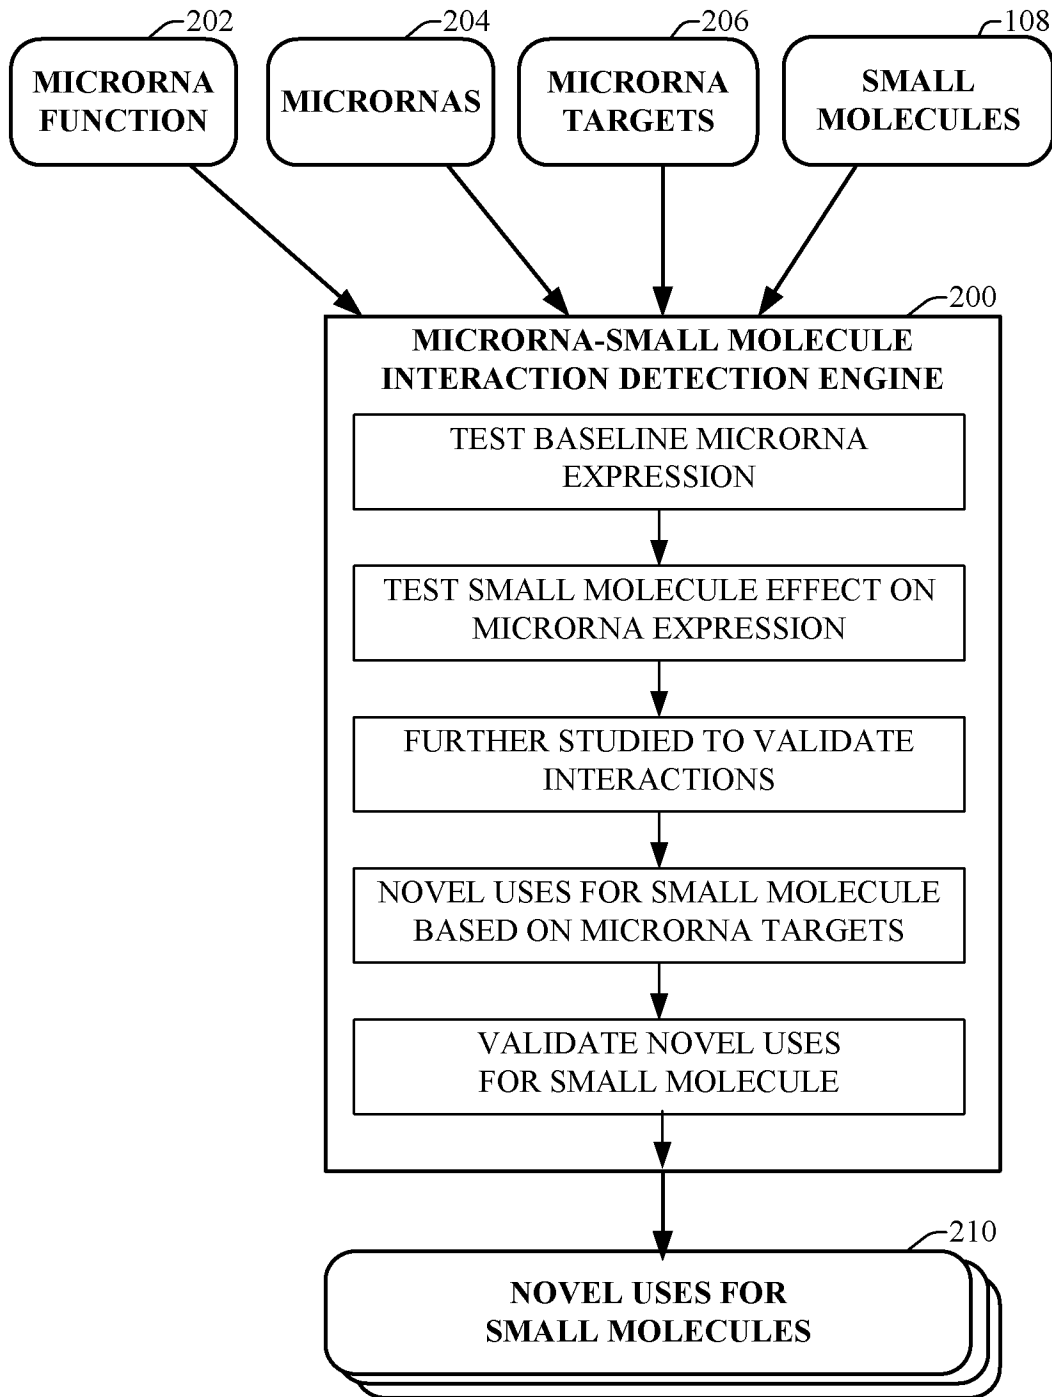 202
204
206
108
MICRORNA
FUNCTION
MICRORNAS
MICRORNA
TARGETS
SMALL
MOLECULES
200
MICRORNA-SMALL MOLECULE
INTERACTION DETECTION ENGINE
TEST BASELINE MICRORNA
EXPRESSION
TEST SMALL MOLECULE EFFECT ON
MICRORNA EXPRESSION
FURTHER STUDIED TO VALIDATE
INTERACTIONS
NOVEL USES FOR SMALL MOLECULE
BASED ON MICRORNA TARGETS
VALIDATE NOVEL USES
FOR SMALL MOLECULE
210
NOVEL USES FOR
SMALL MOLECULES